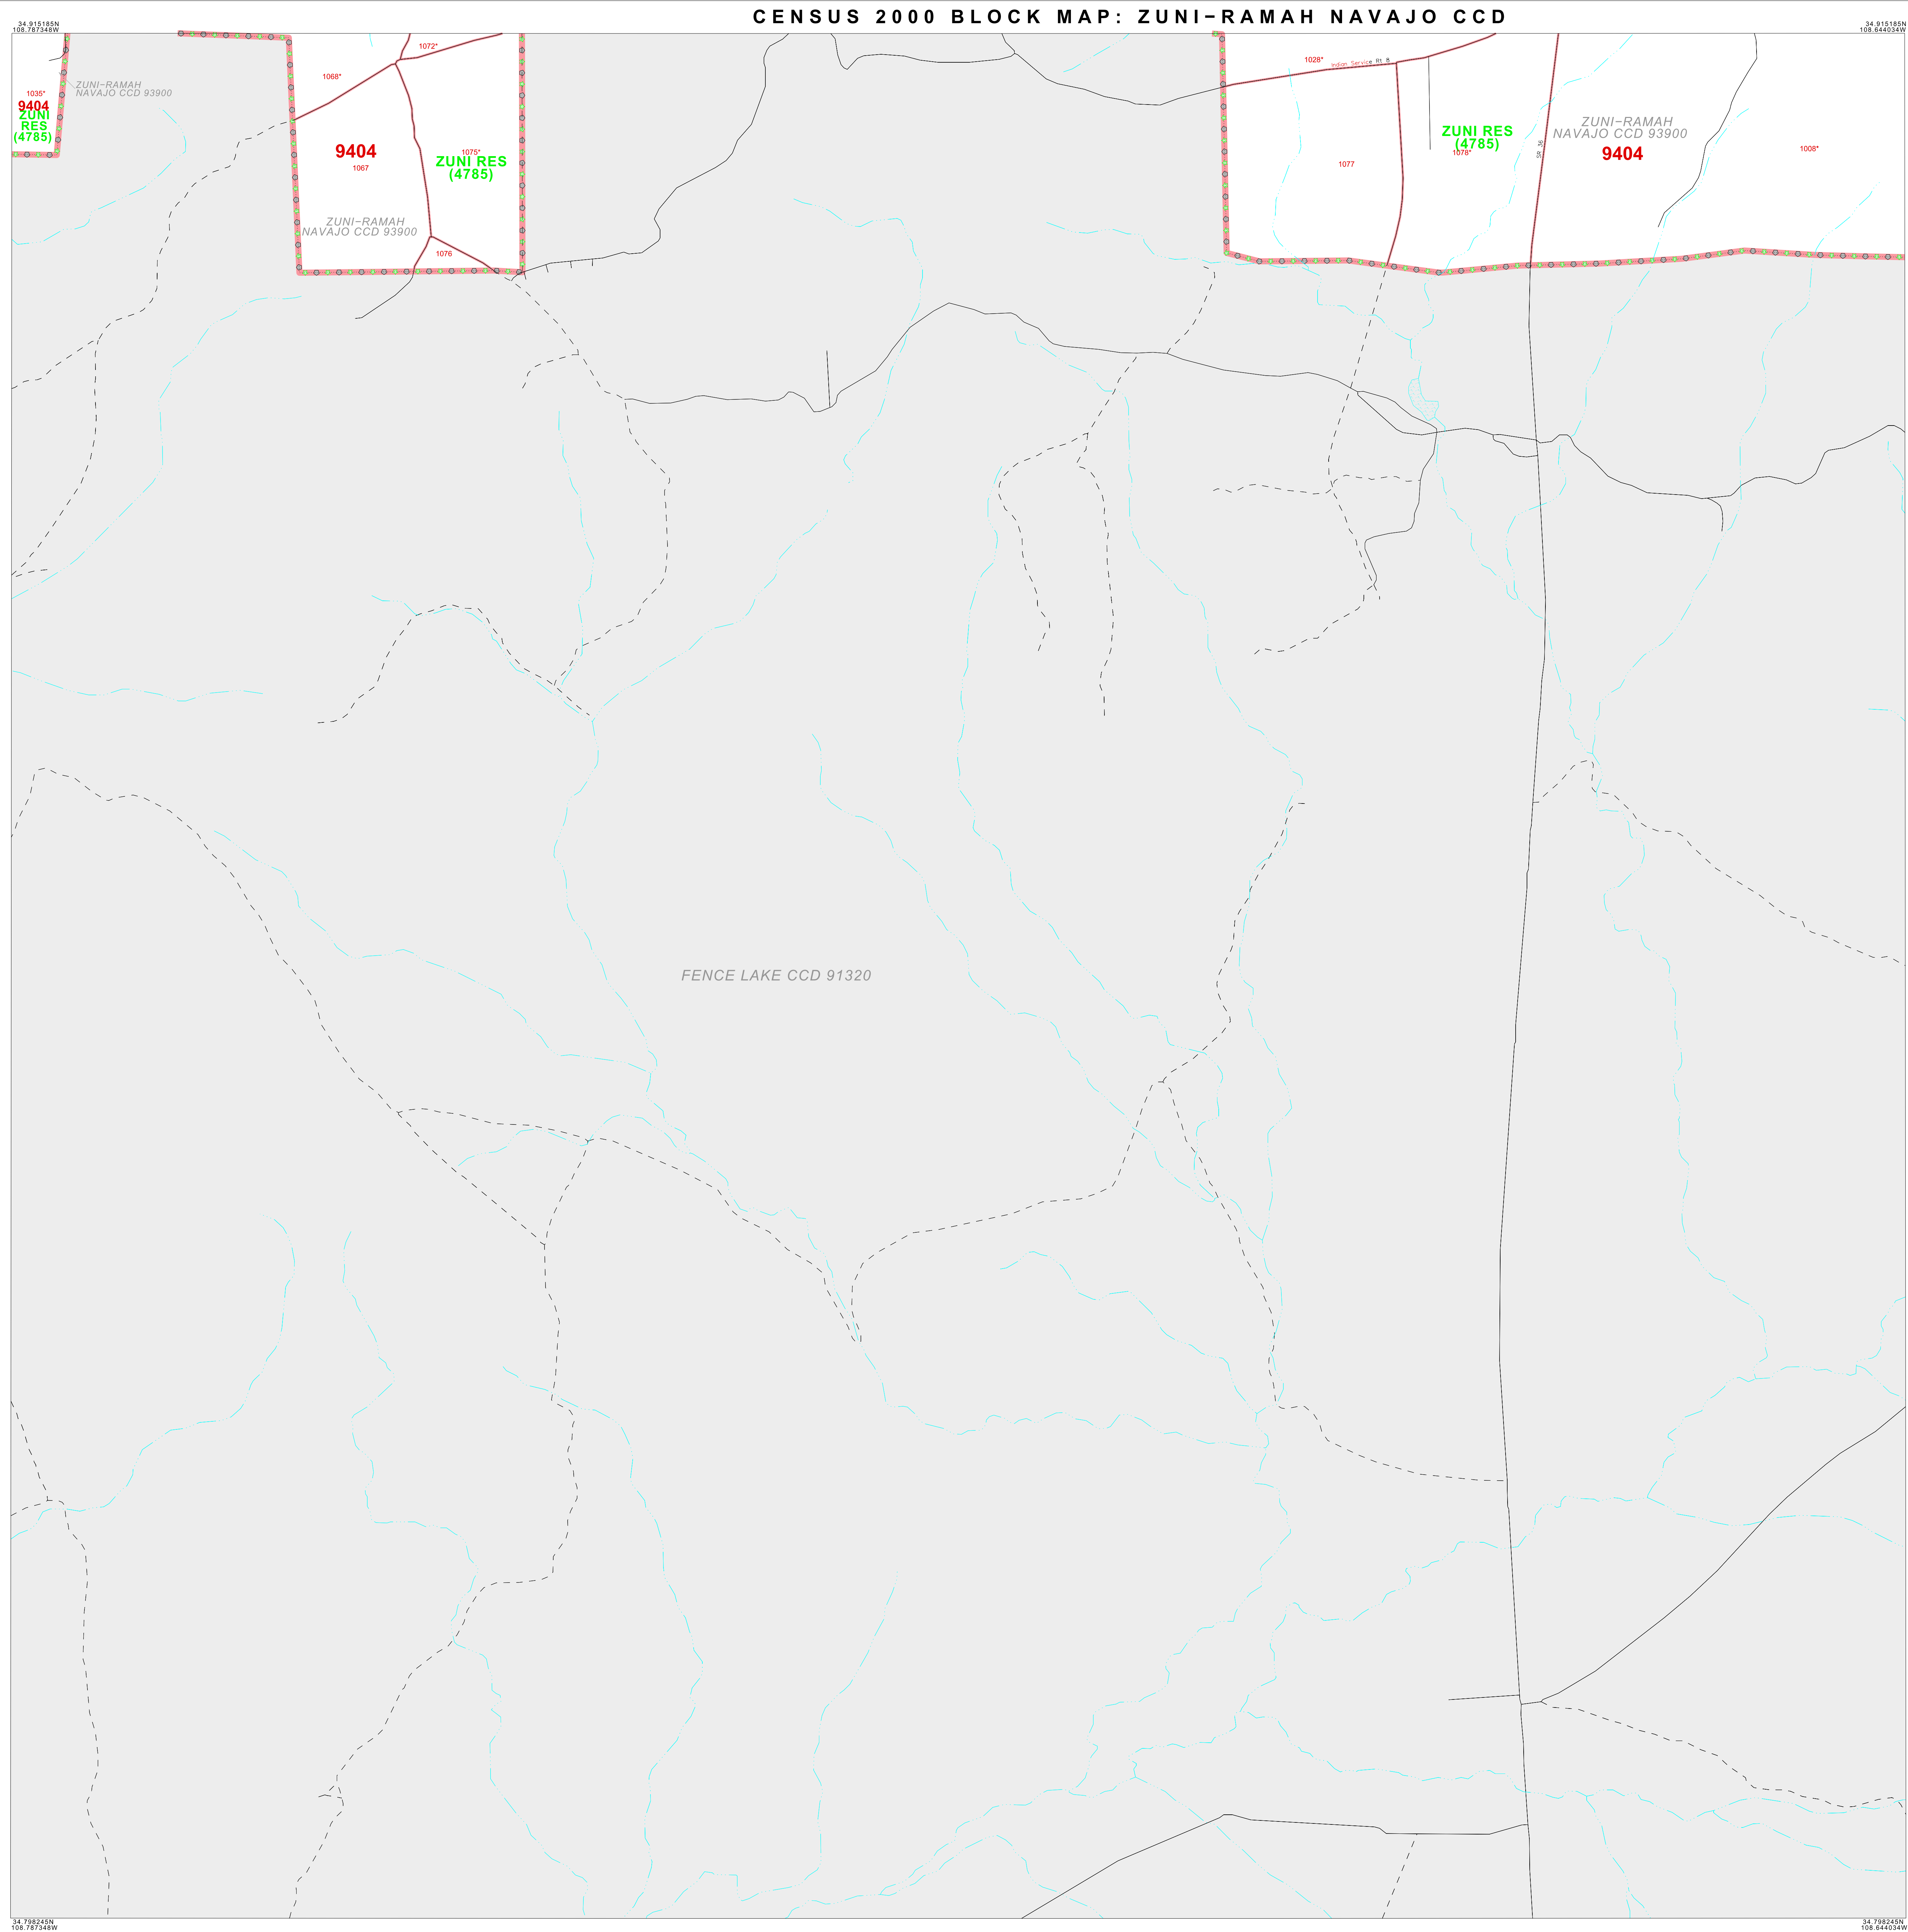 CENSUS 2000 BLOCK MAP: ZUNI−RAMAH NAVAJO CCD
34.915185N
108.787348W
34.915185N
108.644034W
1072*
1068*
1028*
Indian Service Rt 8
ZUNI−RAMAH
NAVAJO CCD 93900
1035*
9404
ZUNI
RES
(4785)
9404
1067
1075*
ZUNI RES
(4785)
ZUNI−RAMAH
NAVAJO CCD 93900
1076
1077
ZUNI RES
(4785)
1078*
SR 36
ZUNI−RAMAH
NAVAJO CCD 93900
9404
1008*
FENCE LAKE CCD 91320
34.798245N
108.787348W
34.798245N
108.644034W